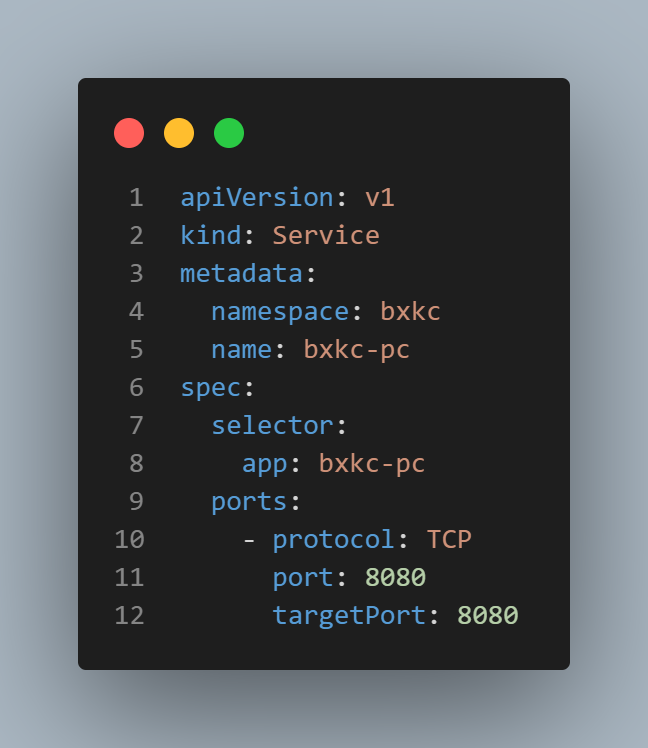 1 apiVersion: v1
2 kind: Service
3 metadata:
4   namespace: bxkc
5   name: bxkc-pc
6 spec:
7   selector:
8     app: bxkc-pc
9   ports:
10     - protocol: TCP
11       port: 8080
12       targetPort: 8080